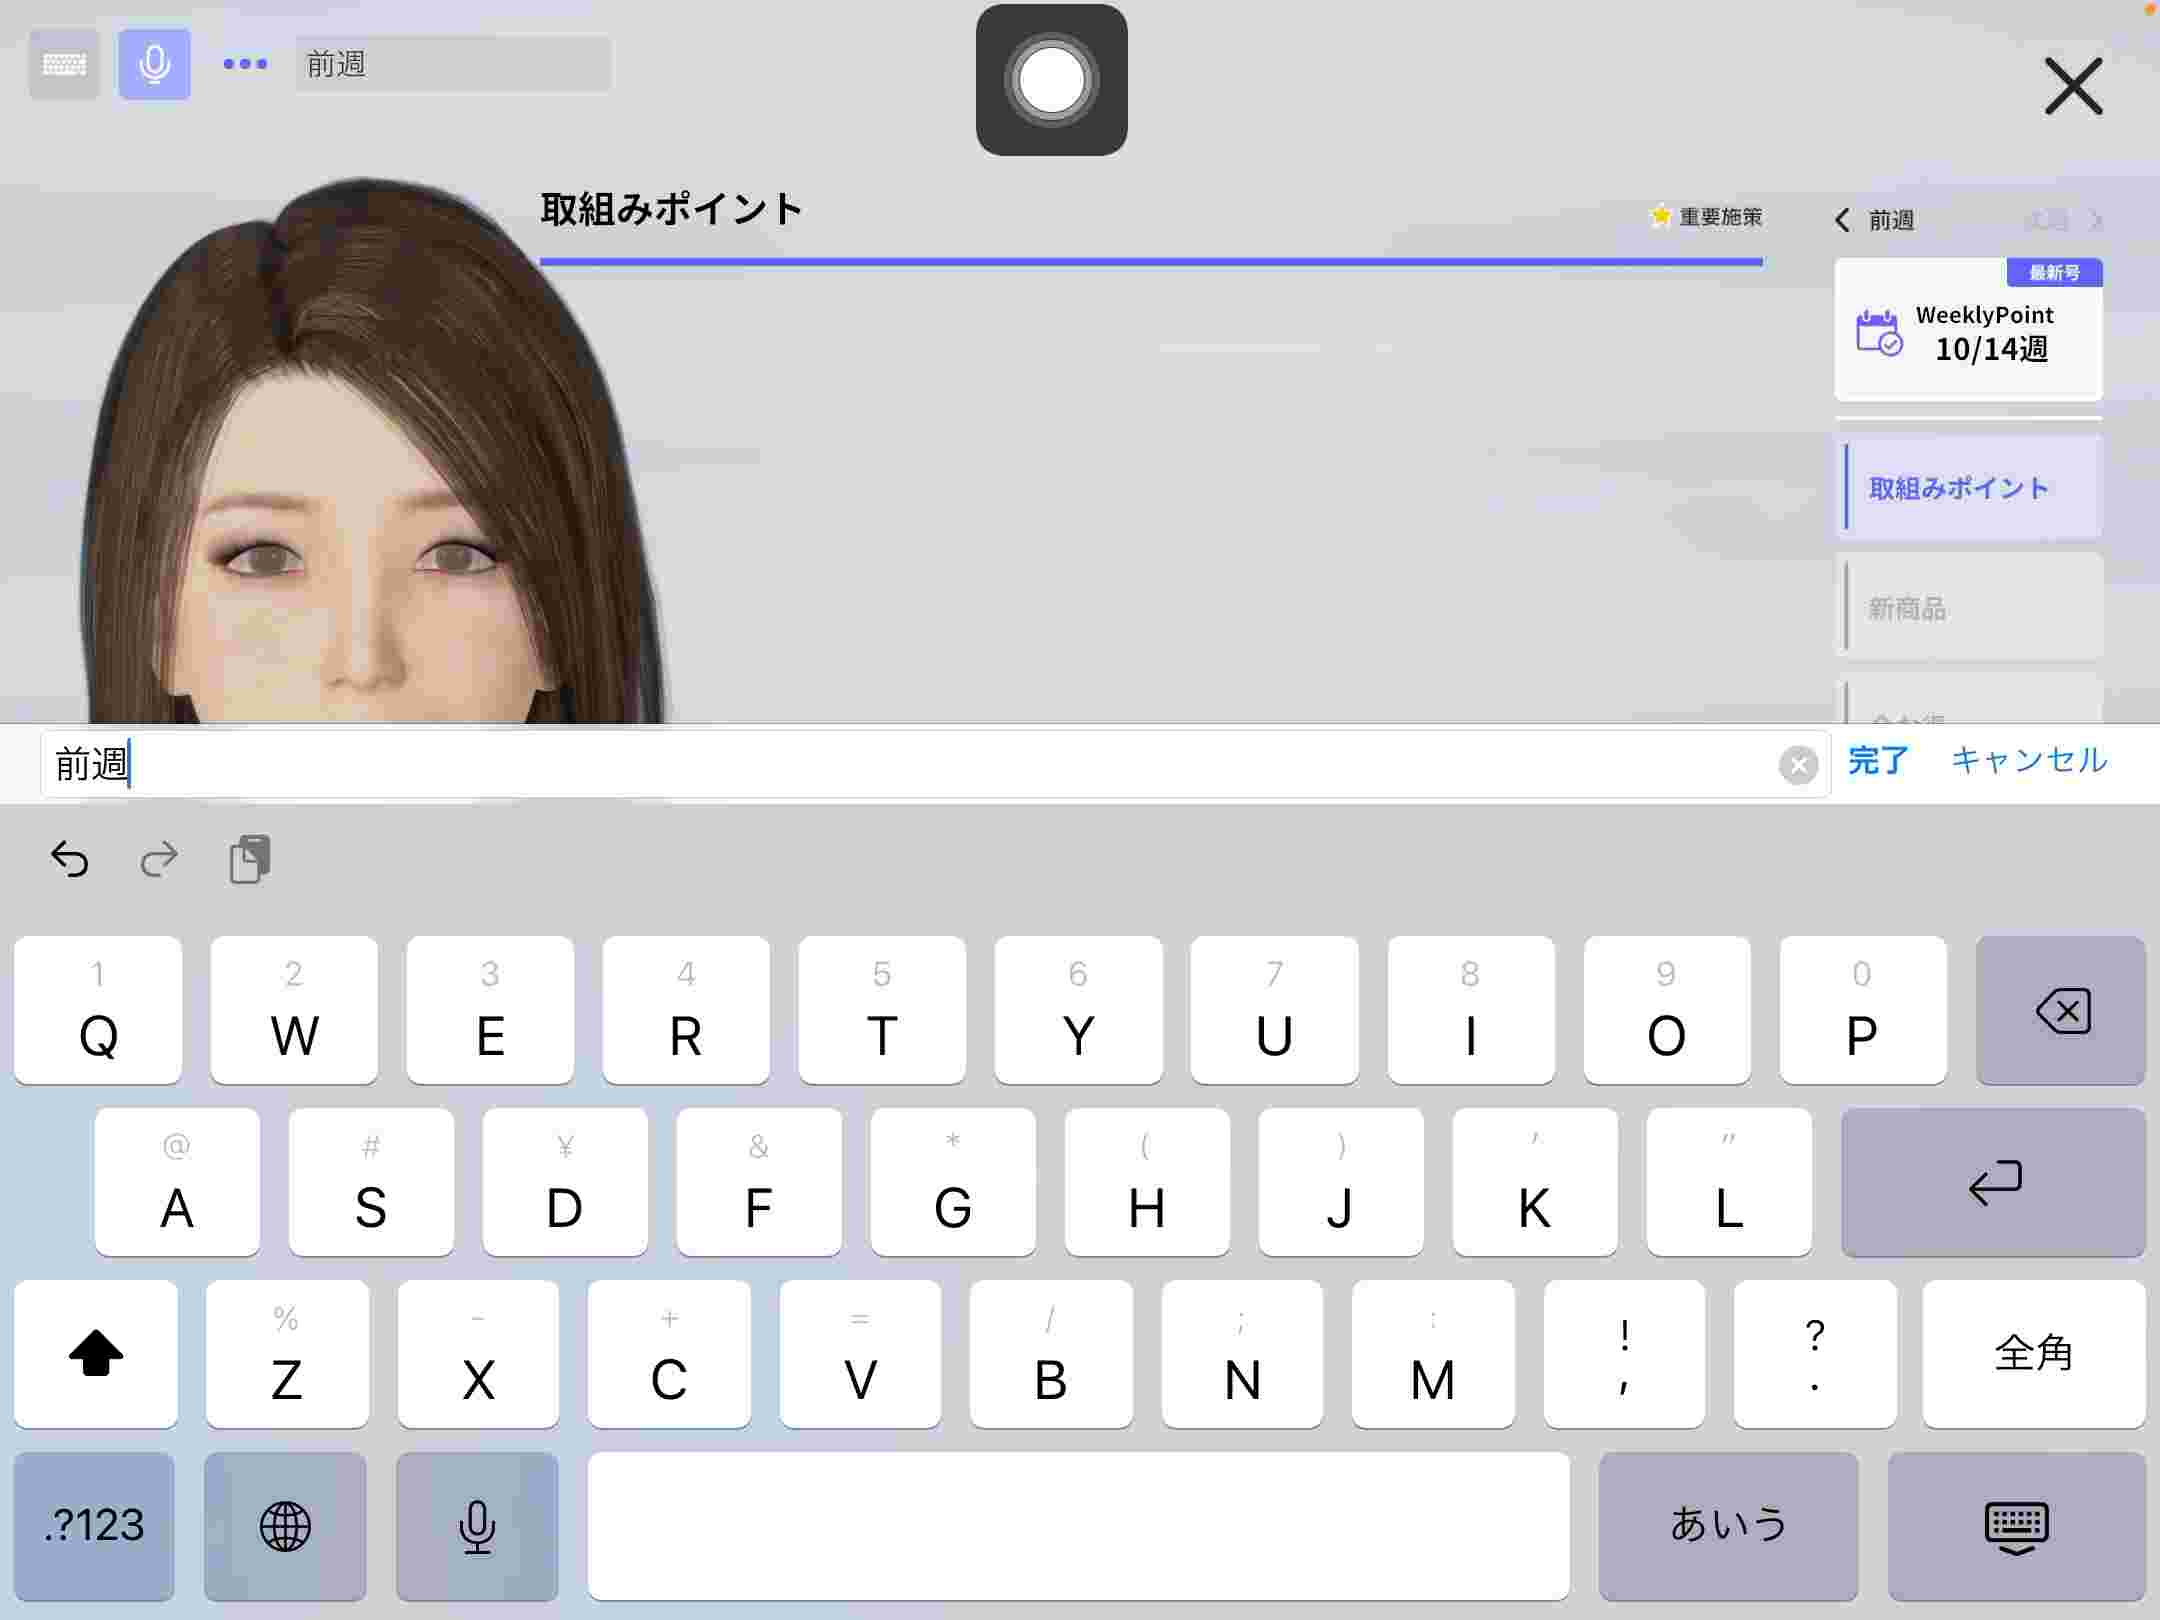 前週
取組みポイント
重要施策
前週
最新号
WeeklyPoint
10/14週
取組みポイント
新商品
前週
完了 キャンセル
1 2 3 4 5 6 7 8 9 0
Q W E R T Y U I O P
@ # ¥ & * ( ) ' "
A S D F G H J K L
% - + = / ; : ! ?
Z X C V B N M , . 全角
.?123 あいう